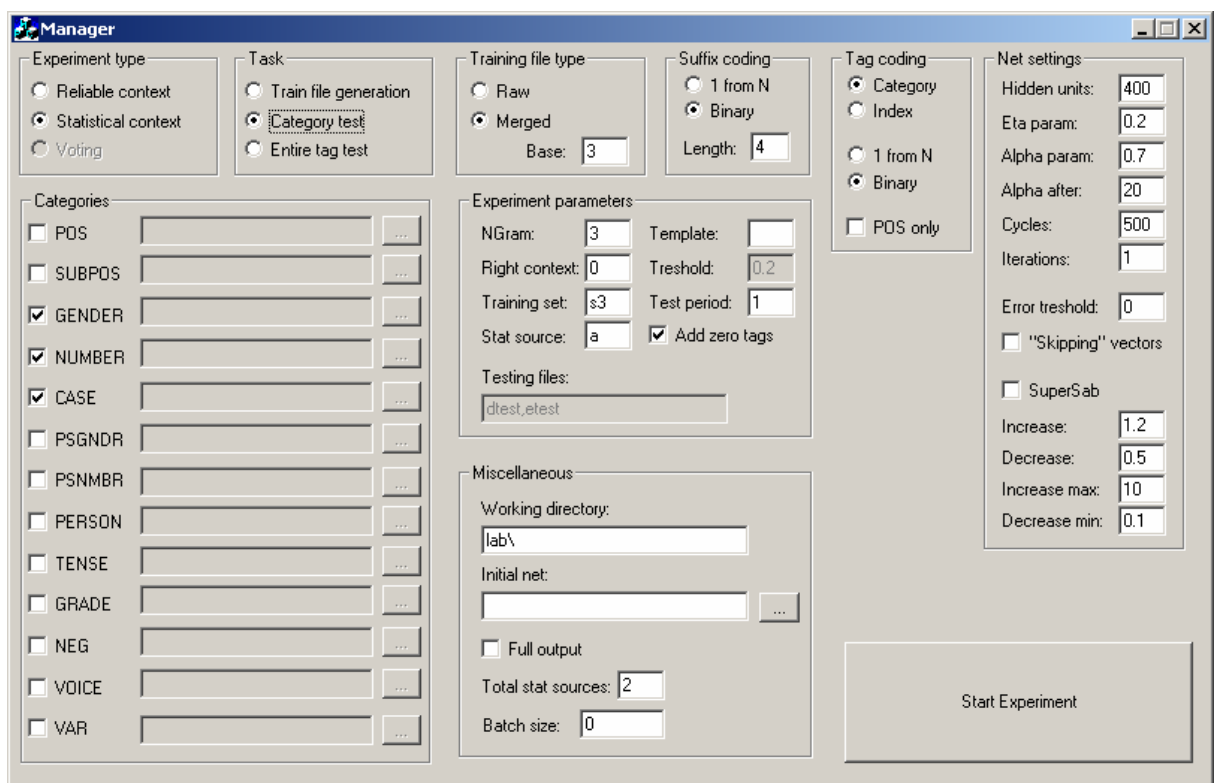 Manager
Experiment type
Reliable context
Statistical context
Voting
Task
Train file generation
Category test
Entire tag test
Training file type
Raw
Merged
Base: 3
Suffix coding
1 from N
Binary
Length: 4
Tag coding
Category
Index
1 from N
Binary
POS only
Net settings
Hidden units: 400
Eta param: 0.2
Alpha param: 0.7
Alpha after: 20
Cycles: 500
Iterations: 1
Error treshold: 0
"Skipping" vectors
SuperSab
Increase: 1.2
Decrease: 0.5
Increase max: 10
Decrease min: 0.1
Categories
POS ...
SUBPOS ...
GENDER ...
NUMBER ...
CASE ...
PSGNDR ...
PSNMBR ...
PERSON ...
TENSE ...
GRADE ...
NEG ...
VOICE ...
VAR ...
Experiment parameters
NGram: 3 Template:
Right context: 0 Treshold: 0.2
Training set: s3 Test period: 1
Stat source: a Add zero tags
Testing files:
dtest,etest
Miscellaneous
Working directory:
lab\
Initial net:
...
Full output
Total stat sources: 2
Batch size: 0
Start Experiment